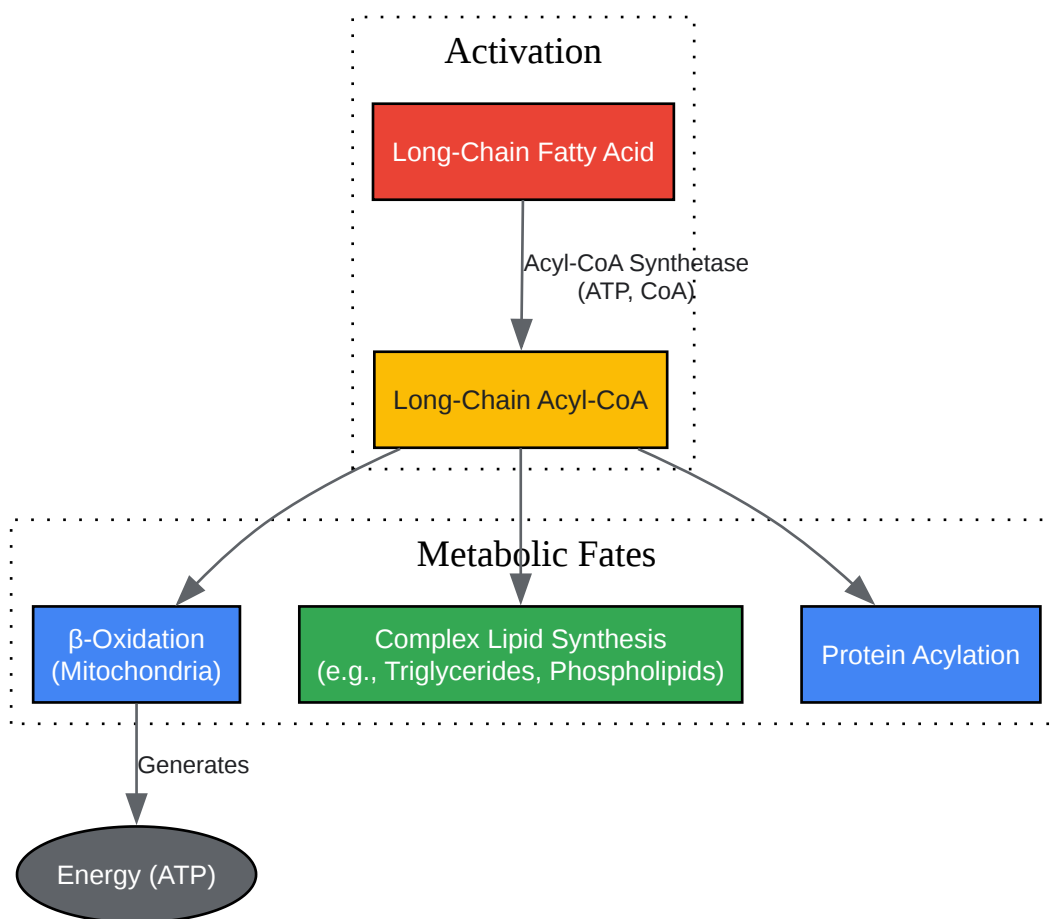 Activation
Long-Chain Fatty Acid
Acyl-CoA Synthetase
(ATP, CoA)
Long-Chain Acyl-CoA
Metabolic Fates
β-Oxidation
(Mitochondria)
Complex Lipid Synthesis
(e.g., Triglycerides, Phospholipids)
Protein Acylation
Generates
Energy (ATP)